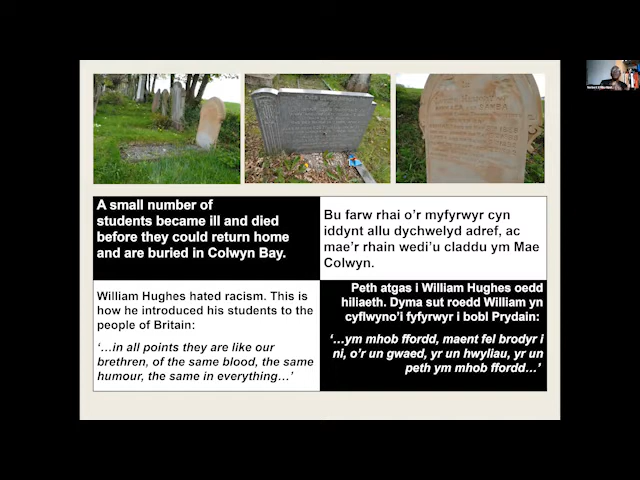 A small number of
students became ill and died
before they could return home
and are buried in Colwyn Bay.
Bu farw rhai o'r myfyrwyr cyn
iddynt allu dychwelyd adref, ac
mae'r rhain wedi'u claddu ym Mae
Colwyn.
William Hughes hated racism. This is
how he introduced his students to the
people of Britain:
‘…in all points they are like our
brethren, of the same blood, the same
humour, the same in everything…’
Peth atgas i William Hughes oedd
hiliaeth. Dyma sut roedd William yn
cyflwyno'i fyfyrwyr i bobl Prydain:
‘…ym mhob ffordd, maent fel brodyr i
ni, o'r un gwaed, yr un hwyliau, yr un
peth ym mhob ffordd…’